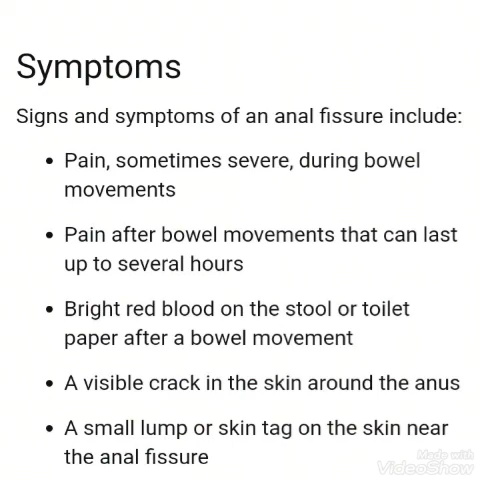 Symptoms
Signs and symptoms of an anal fissure include:
• Pain, sometimes severe, during bowel
movements
• Pain after bowel movements that can last
up to several hours
• Bright red blood on the stool or toilet
paper after a bowel movement
• A visible crack in the skin around the anus
• A small lump or skin tag on the skin near
the anal fissure
Made with
VideoShow